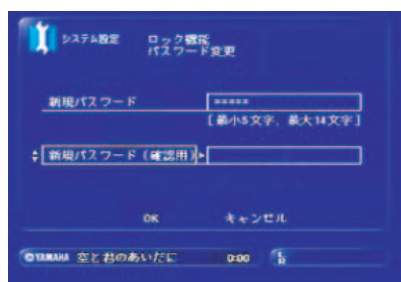 システム設定
ロック機能
パスワード変更
新規パスワード
*****
[最小5文字、最大14文字]
新規パスワード(確認用)
OK キャンセル
YAMAHA 空と君のあいだに 0:00